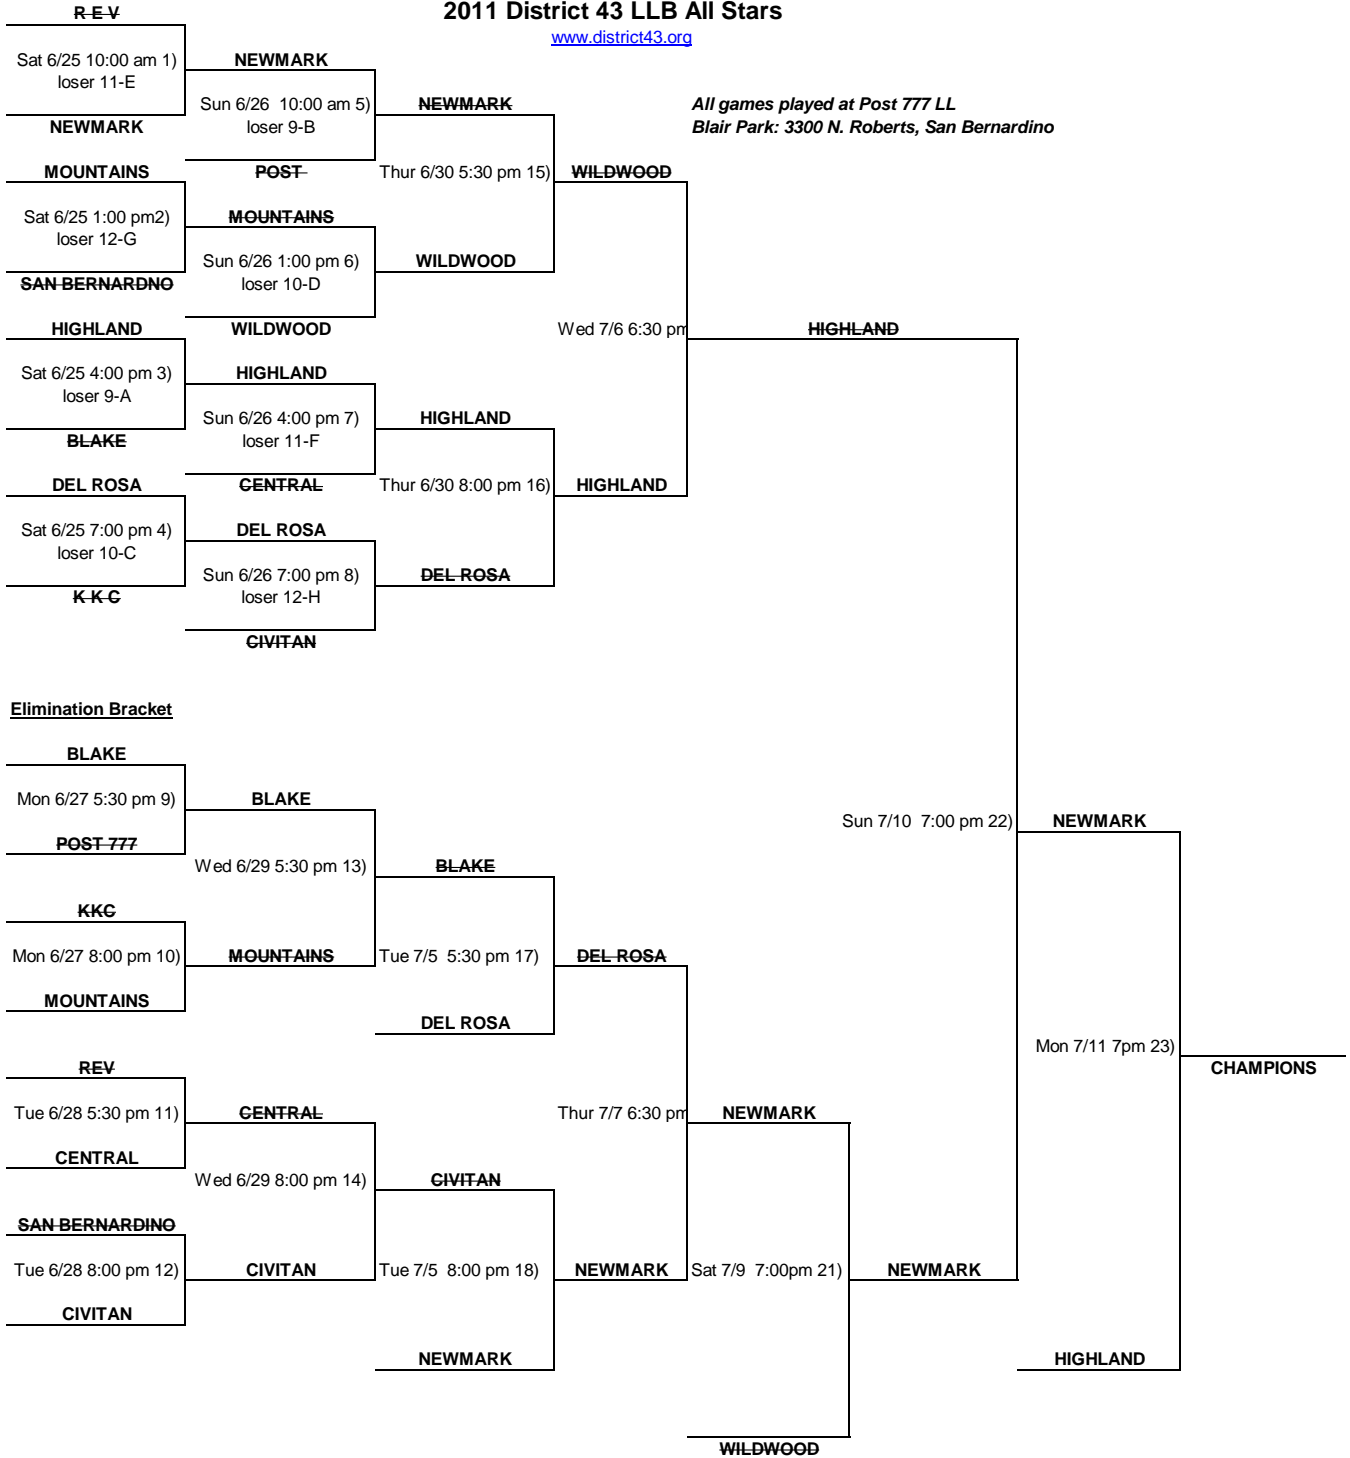 2011 District 43 LLB All Stars
www.district43.org
All games played at Post 777 LL
Blair Park: 3300 N. Roberts, San Bernardino
R E V
Sat 6/25 10:00 am 1)
loser 11-E
NEWMARK
NEWMARK
Sun 6/26 10:00 am 5)
loser 9-B
POST
NEWMARK
Thur 6/30 5:30 pm 15)
WILDWOOD
MOUNTAINS
Sat 6/25 1:00 pm2)
loser 12-G
SAN BERNARDNO
MOUNTAINS
Sun 6/26 1:00 pm 6)
loser 10-D
WILDWOOD
WILDWOOD
Wed 7/6 6:30 pm
HIGHLAND
HIGHLAND
Sat 6/25 4:00 pm 3)
loser 9-A
BLAKE
HIGHLAND
Sun 6/26 4:00 pm 7)
loser 11-F
CENTRAL
HIGHLAND
Thur 6/30 8:00 pm 16)
HIGHLAND
DEL ROSA
Sat 6/25 7:00 pm 4)
loser 10-C
K K C
DEL ROSA
Sun 6/26 7:00 pm 8)
loser 12-H
CIVITAN
DEL ROSA
Elimination Bracket
BLAKE
Mon 6/27 5:30 pm 9)
POST 777
BLAKE
Wed 6/29 5:30 pm 13)
BLAKE
KKC
Mon 6/27 8:00 pm 10)
MOUNTAINS
MOUNTAINS
Tue 7/5 5:30 pm 17)
DEL ROSA
DEL ROSA
Sun 7/10 7:00 pm 22)
NEWMARK
Mon 7/11 7pm 23)
CHAMPIONS
REV
Tue 6/28 5:30 pm 11)
CENTRAL
CENTRAL
Wed 6/29 8:00 pm 14)
CIVITAN
Thur 7/7 6:30 pm
NEWMARK
SAN BERNARDINO
Tue 6/28 8:00 pm 12)
CIVITAN
CIVITAN
Tue 7/5 8:00 pm 18)
NEWMARK
NEWMARK
Sat 7/9 7:00pm 21)
NEWMARK
HIGHLAND
WILDWOOD